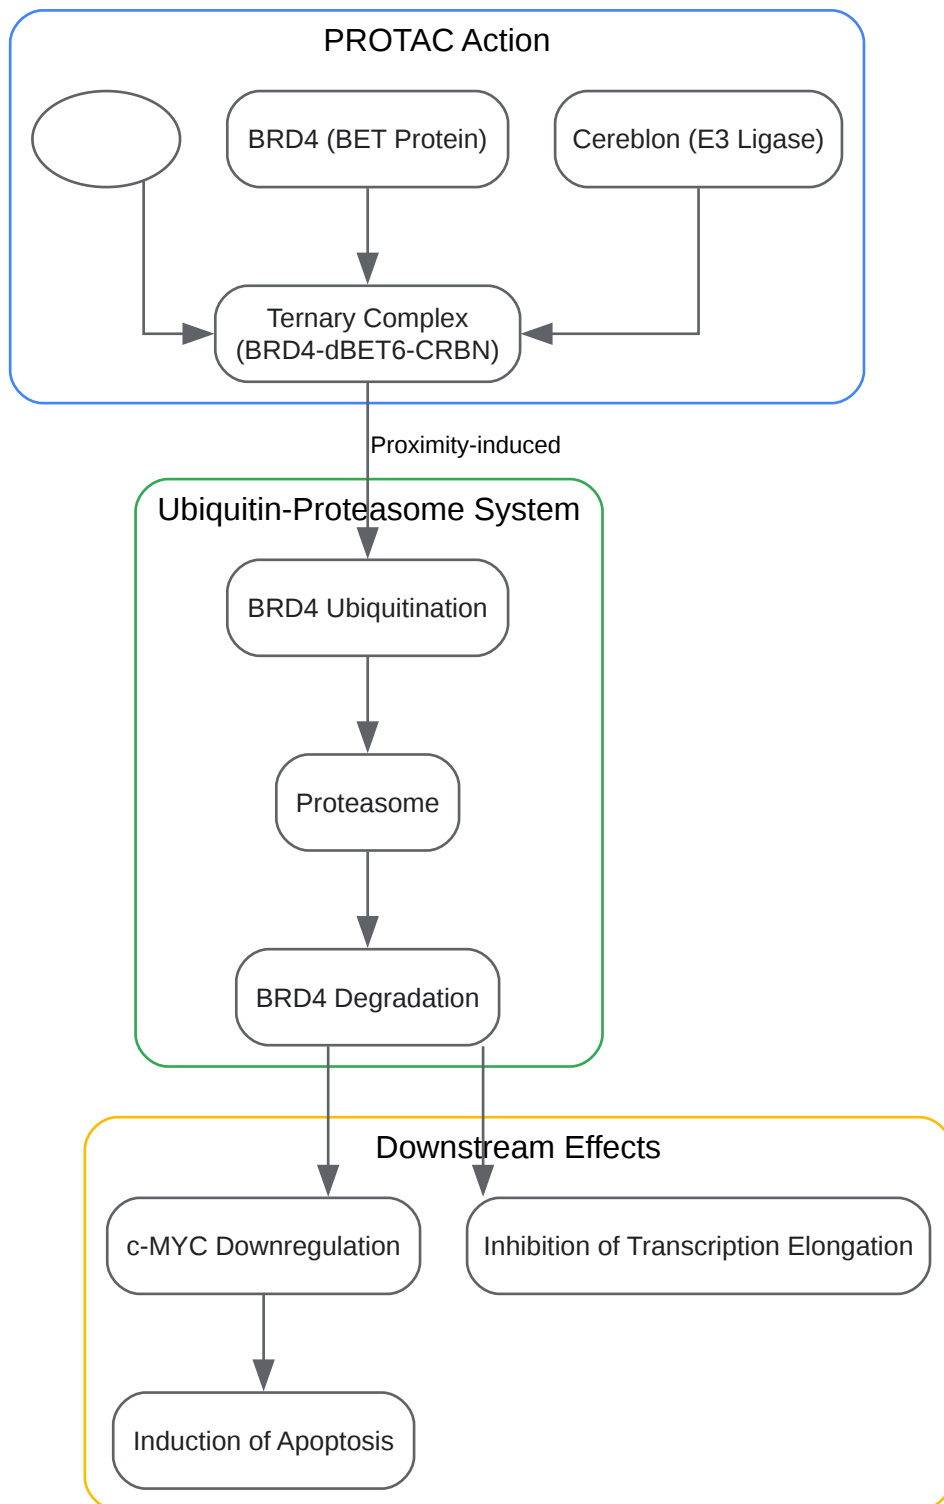 PROTAC Action
BRD4 (BET Protein)
Cereblon (E3 Ligase)
Ternary Complex
(BRD4-dBET6-CRBN)
Proximity-induced
Ubiquitin-Proteasome System
BRD4 Ubiquitination
Proteasome
BRD4 Degradation
Downstream Effects
c-MYC Downregulation
Inhibition of Transcription Elongation
Induction of Apoptosis